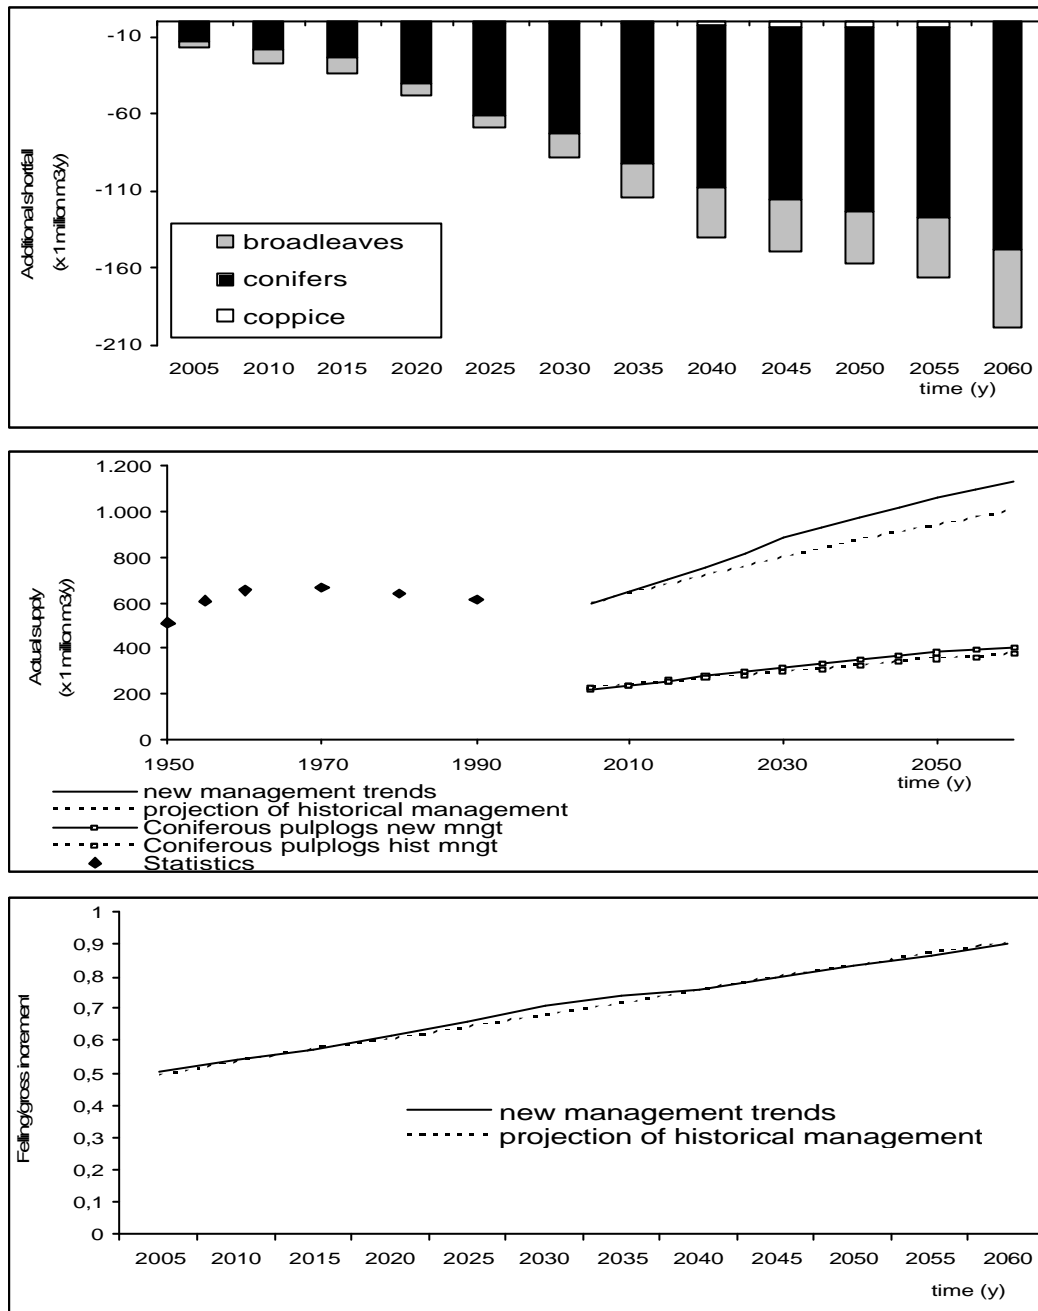 -10
-60
-110
-160
-210
Additional shortfall
(x 1 million m3/y)
broadleaves
conifers
coppice
2005 2010 2015 2020 2025 2030 2035 2040 2045 2050 2055 2060
time (y)
1.200
1.000
800
600
400
200
0
Actual supply
(x 1 million m3/y)
1950 1970 1990 2010 2030 2050
time (y)
new management trends
projection of historical management
Coniferous pulplogs new mngt
Coniferous pulplogs hist mngt
Statistics
1
0,9
0,8
0,7
0,6
0,5
0,4
0,3
0,2
0,1
0
Felling/gross increment
new management trends
projection of historical management
2005 2010 2015 2020 2025 2030 2035 2040 2045 2050 2055 2060
time (y)